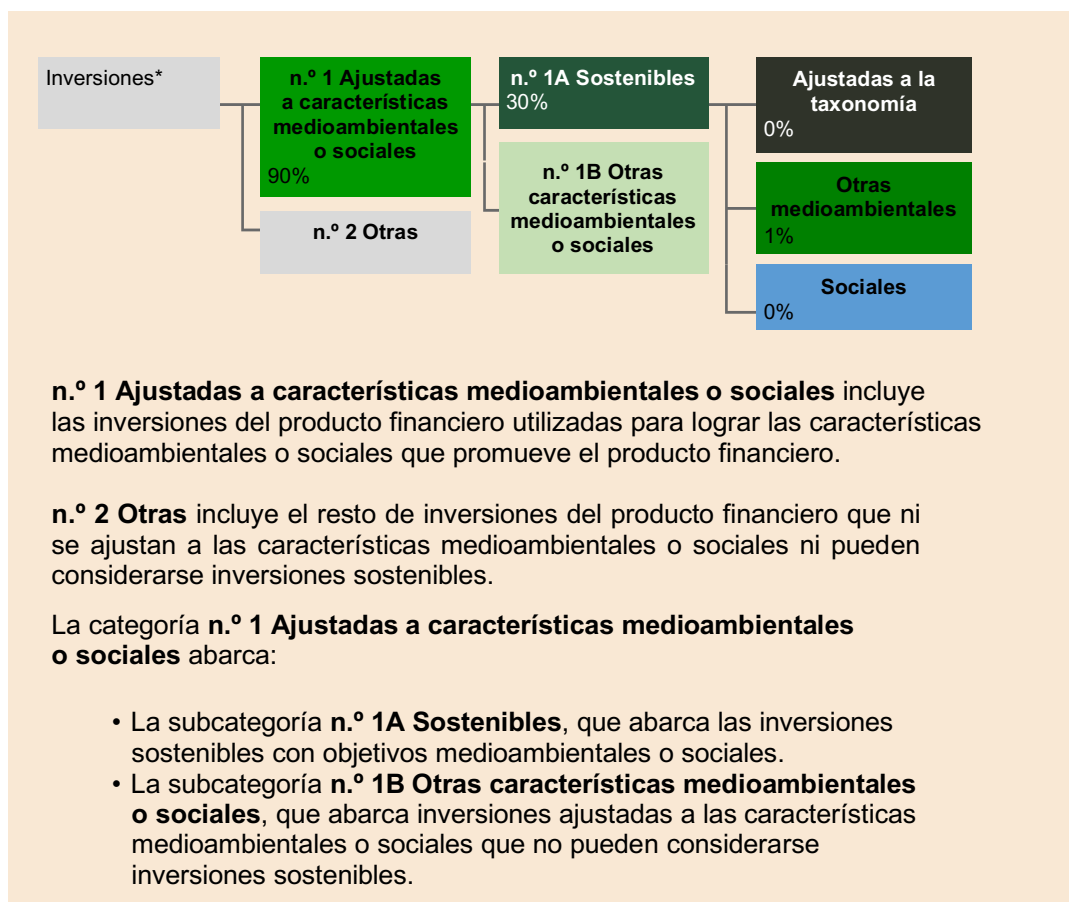 Inversiones*
n.º 1 Ajustadas
a características
medioambientales
o sociales
90%
n.º 2 Otras
n.º 1A Sostenibles
30%
n.º 1B Otras
características
medioambientales
o sociales
Ajustadas a la
taxonomía
0%
Otras
medioambientales
1%
Sociales
0%
n.º 1 Ajustadas a características medioambientales o sociales incluye
las inversiones del producto financiero utilizadas para lograr las características
medioambientales o sociales que promueve el producto financiero.
n.º 2 Otras incluye el resto de inversiones del producto financiero que ni
se ajustan a las características medioambientales o sociales ni pueden
considerarse inversiones sostenibles.
La categoría n.º 1 Ajustadas a características medioambientales
o sociales abarca:
• La subcategoría n.º 1A Sostenibles, que abarca las inversiones
sostenibles con objetivos medioambientales o sociales.
• La subcategoría n.º 1B Otras características medioambientales
o sociales, que abarca inversiones ajustadas a las características
medioambientales o sociales que no pueden considerarse
inversiones sostenibles.